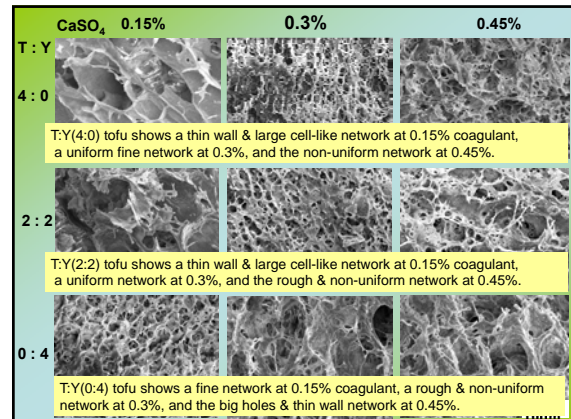 CaSO4 0.15% 0.3% 0.45%
T : Y
4 : 0
T:Y(4:0) tofu shows a thin wall & large cell-like network at 0.15% coagulant,
a uniform fine network at 0.3%, and the non-uniform network at 0.45%.
2 : 2
T:Y(2:2) tofu shows a thin wall & large cell-like network at 0.15% coagulant,
a uniform network at 0.3%, and the rough & non-uniform network at 0.45%.
0 : 4
T:Y(0:4) tofu shows a fine network at 0.15% coagulant, a rough & non-uniform
network at 0.3%, and the big holes & thin wall network at 0.45%.